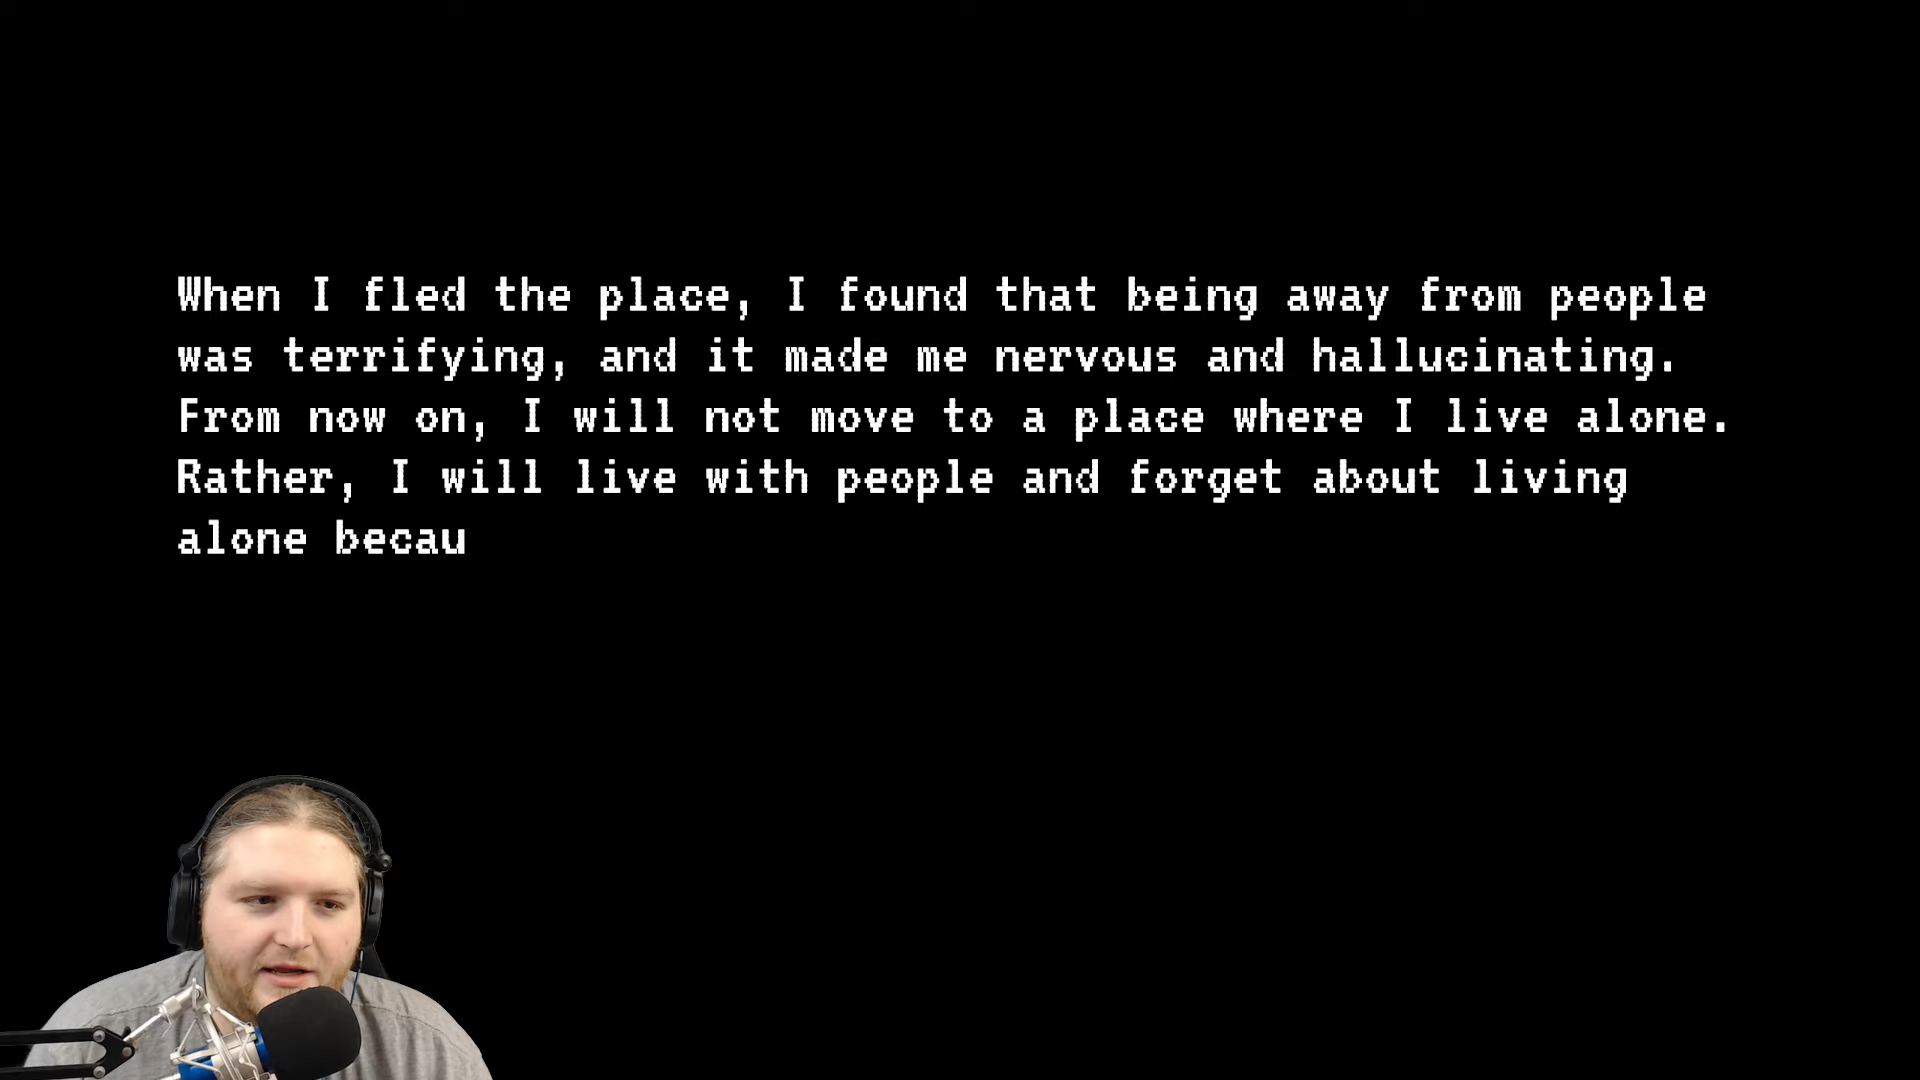 When I fled the place, I found that being away from people
was terrifying, and it made me nervous and hallucinating.
From now on, I will not move to a place where I live alone.
Rather, I will live with people and forget about living
alone becau